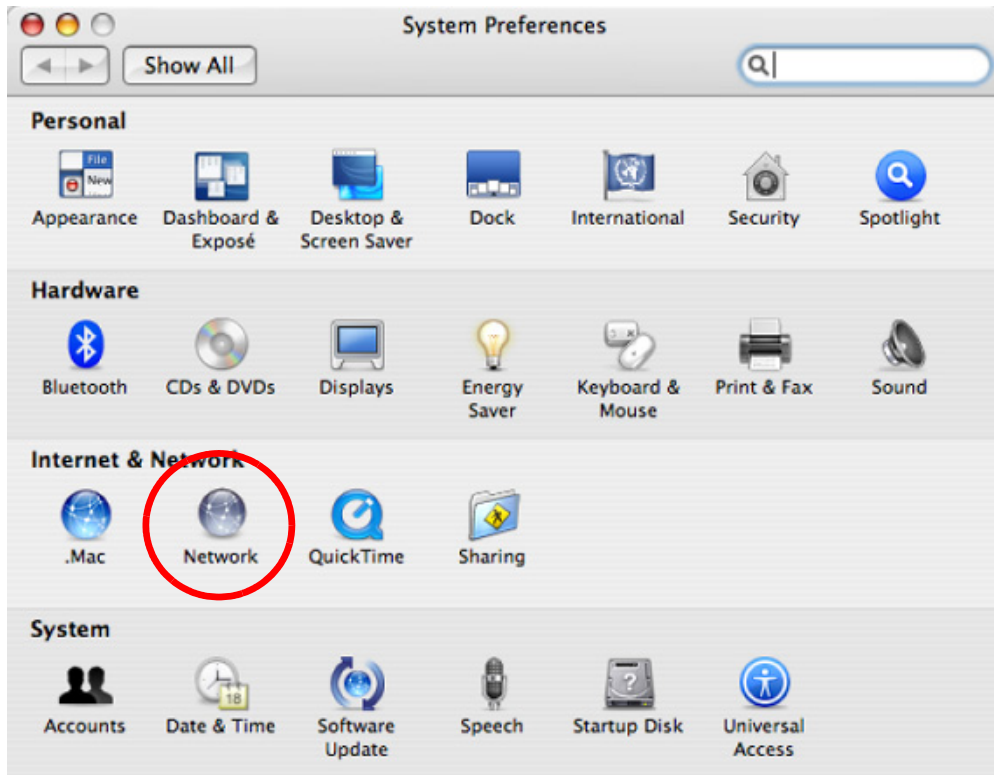 System Preferences
Show All
Personal
File
New
Appearance
Dashboard &
Exposé
Desktop &
Screen Saver
Dock
International
Security
Spotlight
Hardware
Bluetooth
CDs & DVDs
Displays
Energy
Saver
Keyboard &
Mouse
Print & Fax
Sound
Internet & Network
.Mac
Network
QuickTime
Sharing
System
18
?
Accounts
Date & Time
Software
Update
Speech
Startup Disk
Universal
Access